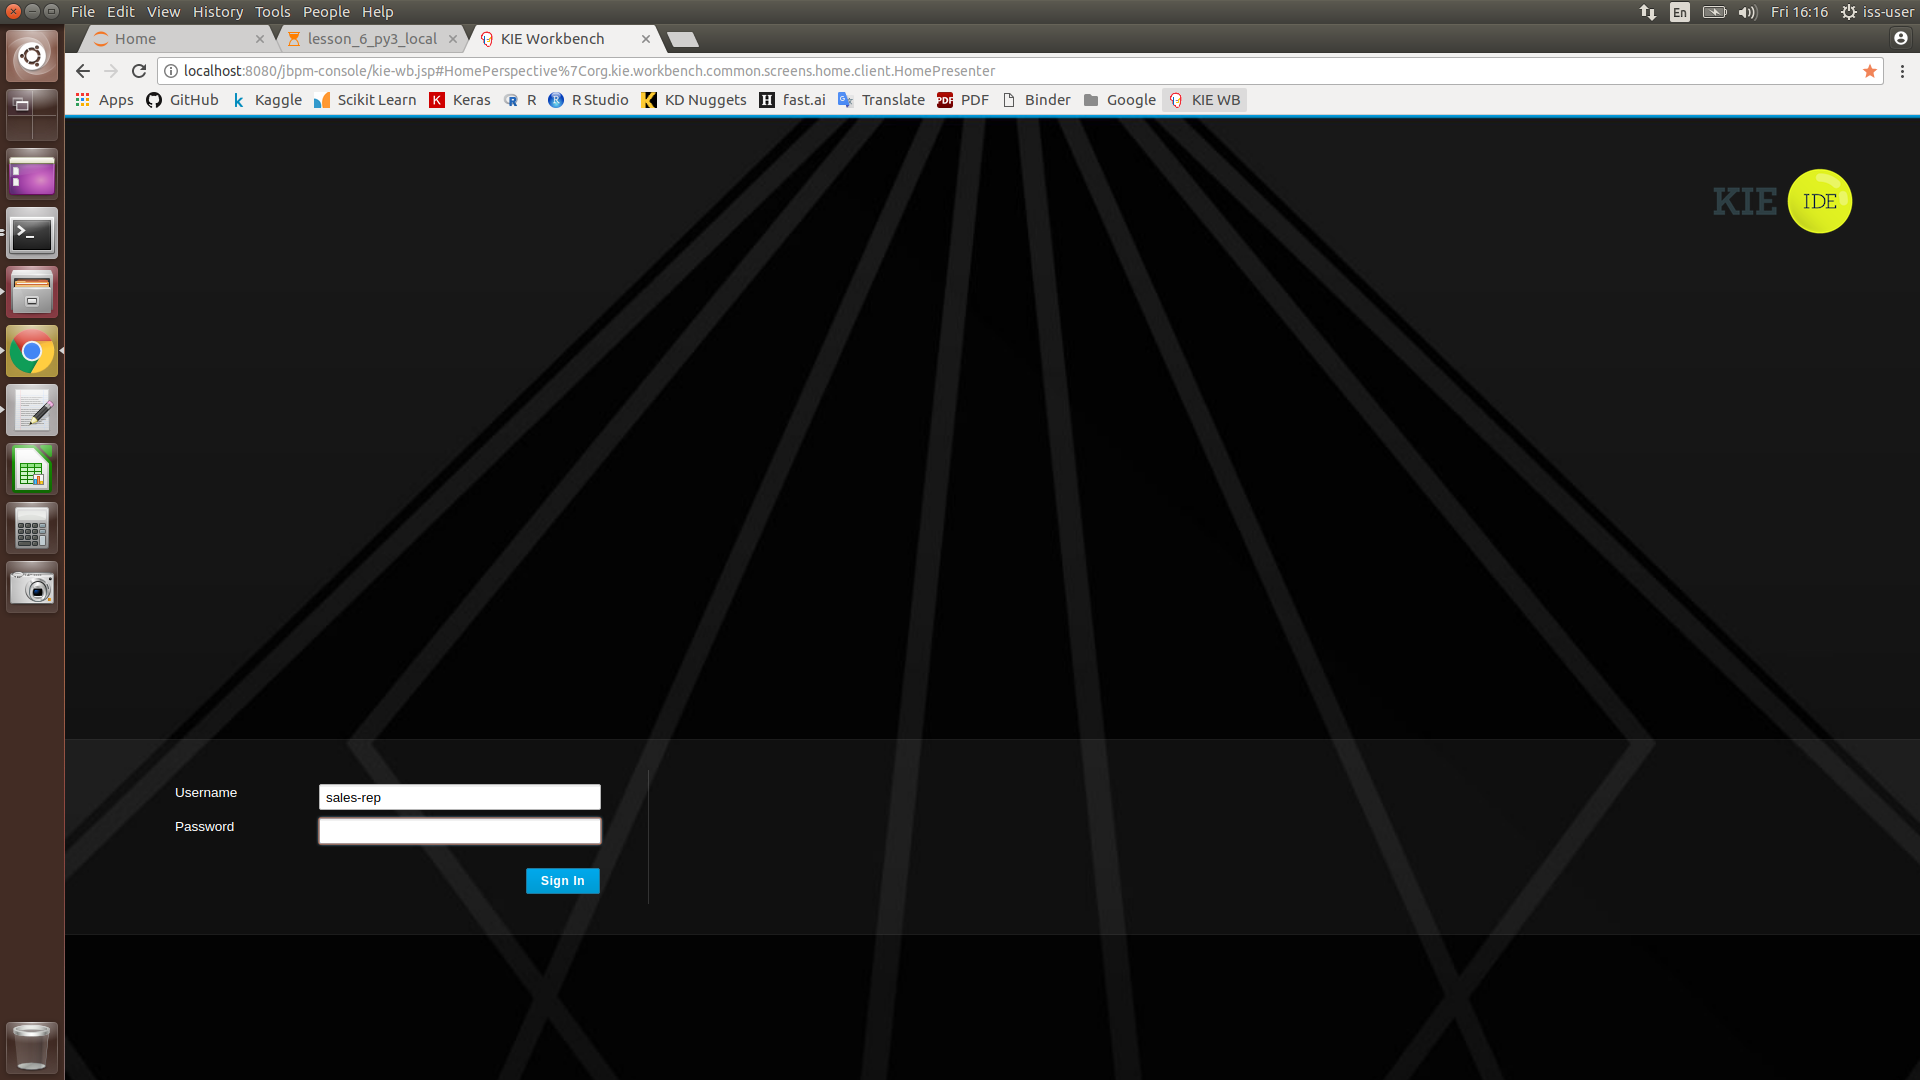 File Edit View History Tools People Help
En
Fri 16:16
iss-user
Home
lesson_6_py3_local
KIE Workbench
localhost:8080/jbpm-console/kie-wb.jsp#HomePerspective%7Corg.kie.workbench.common.screens.home.client.HomePresenter
Apps GitHub Kaggle Scikit Learn Keras R R Studio KD Nuggets fast.ai Translate PDF Binder Google KIE WB
KIE IDE
Username
sales-rep
Password
Sign In